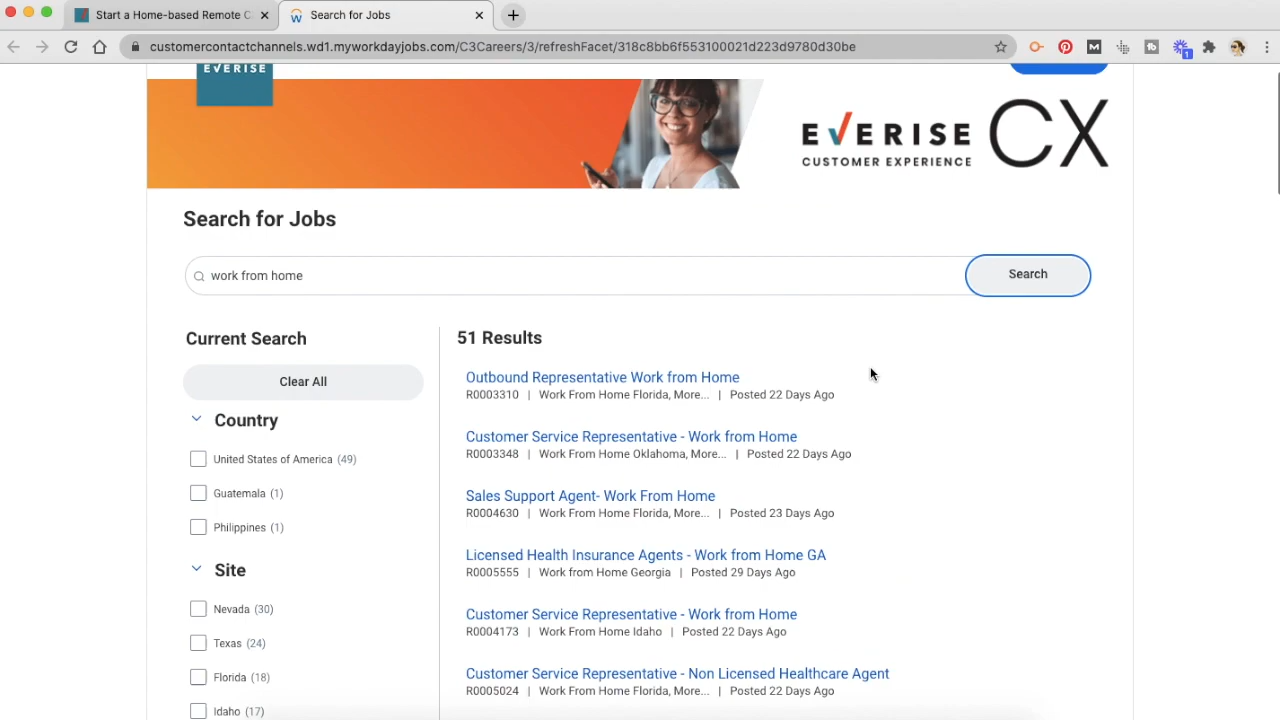 Start a Home-based Remote C
Search for Jobs
customercontactchannels.wd1.myworkdayjobs.com/C3Careers/3/refreshFacet/318c8bb6f553100021d223d9780d30be
1
EVERISE
EVERISE CX
CUSTOMER EXPERIENCE
Search for Jobs
work from home
Search
Current Search
Clear All
Country
United States of America (49)
Guatemala (1)
Philippines (1)
Site
Nevada (30)
Texas (24)
Florida (18)
Idaho (17)
51 Results
Outbound Representative Work from Home
R0003310 | Work From Home Florida, More... | Posted 22 Days Ago
Customer Service Representative - Work from Home
R0003348 | Work From Home Oklahoma, More... | Posted 22 Days Ago
Sales Support Agent- Work From Home
R0004630 | Work From Home Florida, More... | Posted 23 Days Ago
Licensed Health Insurance Agents - Work from Home GA
R0005555 | Work from Home Georgia | Posted 29 Days Ago
Customer Service Representative - Work from Home
R0004173 | Work From Home Idaho | Posted 22 Days Ago
Customer Service Representative - Non Licensed Healthcare Agent
R0005024 | Work From Home Florida, More... | Posted 22 Days Ago